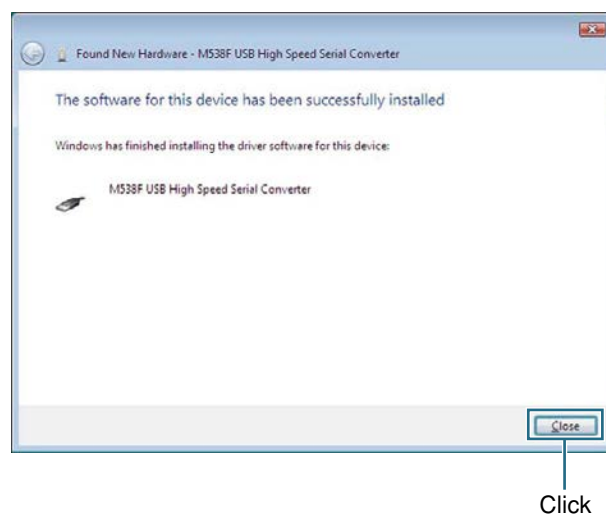 Found New Hardware - M538F USB High Speed Serial Converter
The software for this device has been successfully installed
Windows has finished installing the driver software for this device:
M538F USB High Speed Serial Converter
Close
Click